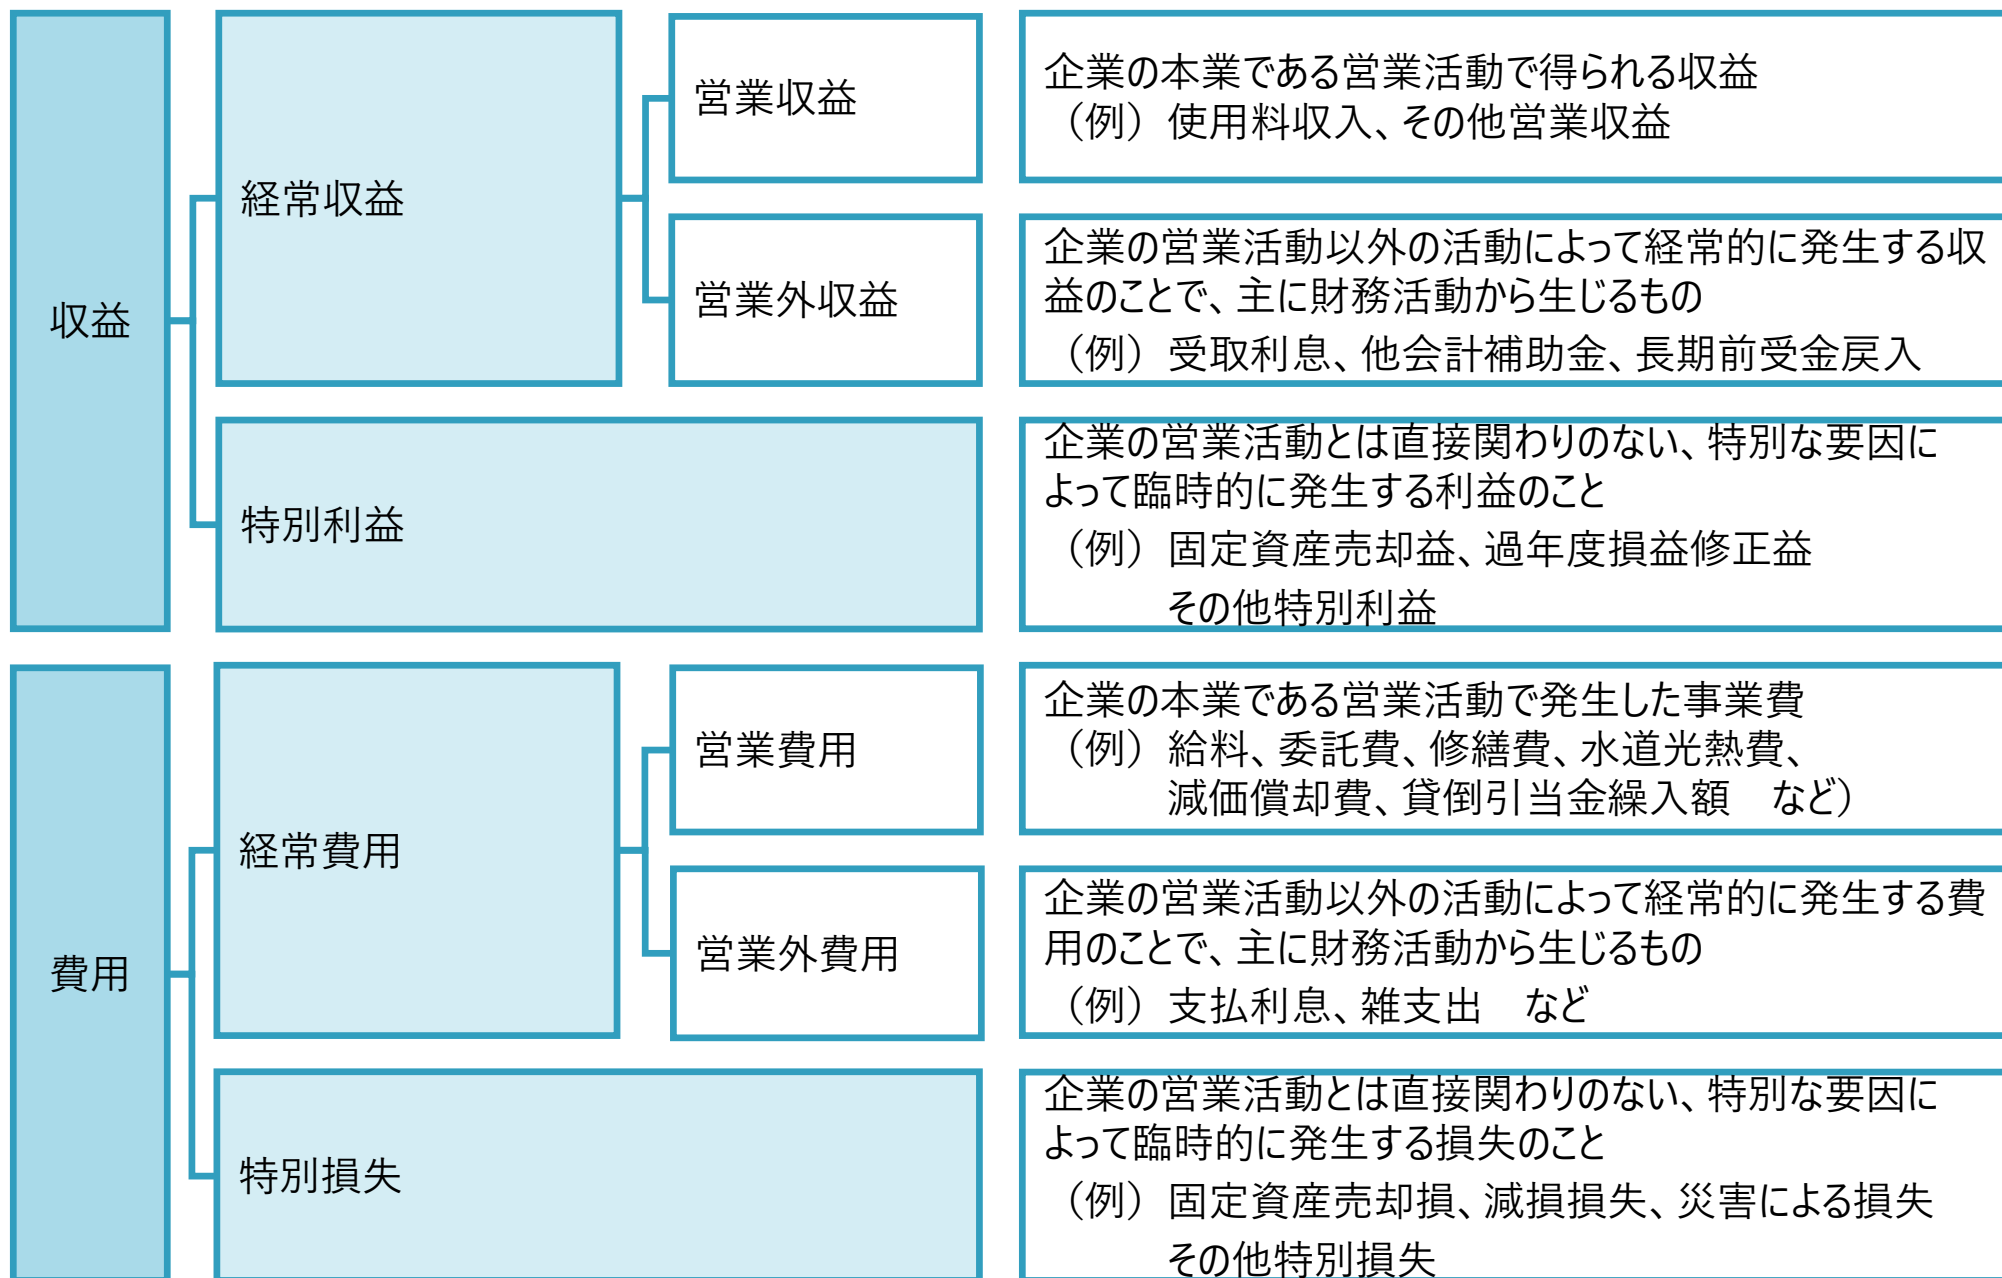 収益
経常収益
営業収益
企業の本業である営業活動で得られる収益
（例）使用料収入、その他営業収益
営業外収益
企業の営業活動以外の活動によって経常的に発生する収
益のことで、主に財務活動から生じるもの
（例）受取利息、他会計補助金、長期前受金戻入
特別利益
企業の営業活動とは直接関わりのない、特別な要因に
よって臨時的に発生する利益のこと
（例）固定資産売却益、過年度損益修正益
その他特別利益
費用
経常費用
営業費用
企業の本業である営業活動で発生した事業費
（例）給料、委託費、修繕費、水道光熱費、
減価償却費、貸倒引当金繰入額　など）
営業外費用
企業の営業活動以外の活動によって経常的に発生する費
用のことで、主に財務活動から生じるもの
（例）支払利息、雑支出　など
特別損失
企業の営業活動とは直接関わりのない、特別な要因に
よって臨時的に発生する損失のこと
（例）固定資産売却損、減損損失、災害による損失
その他特別損失